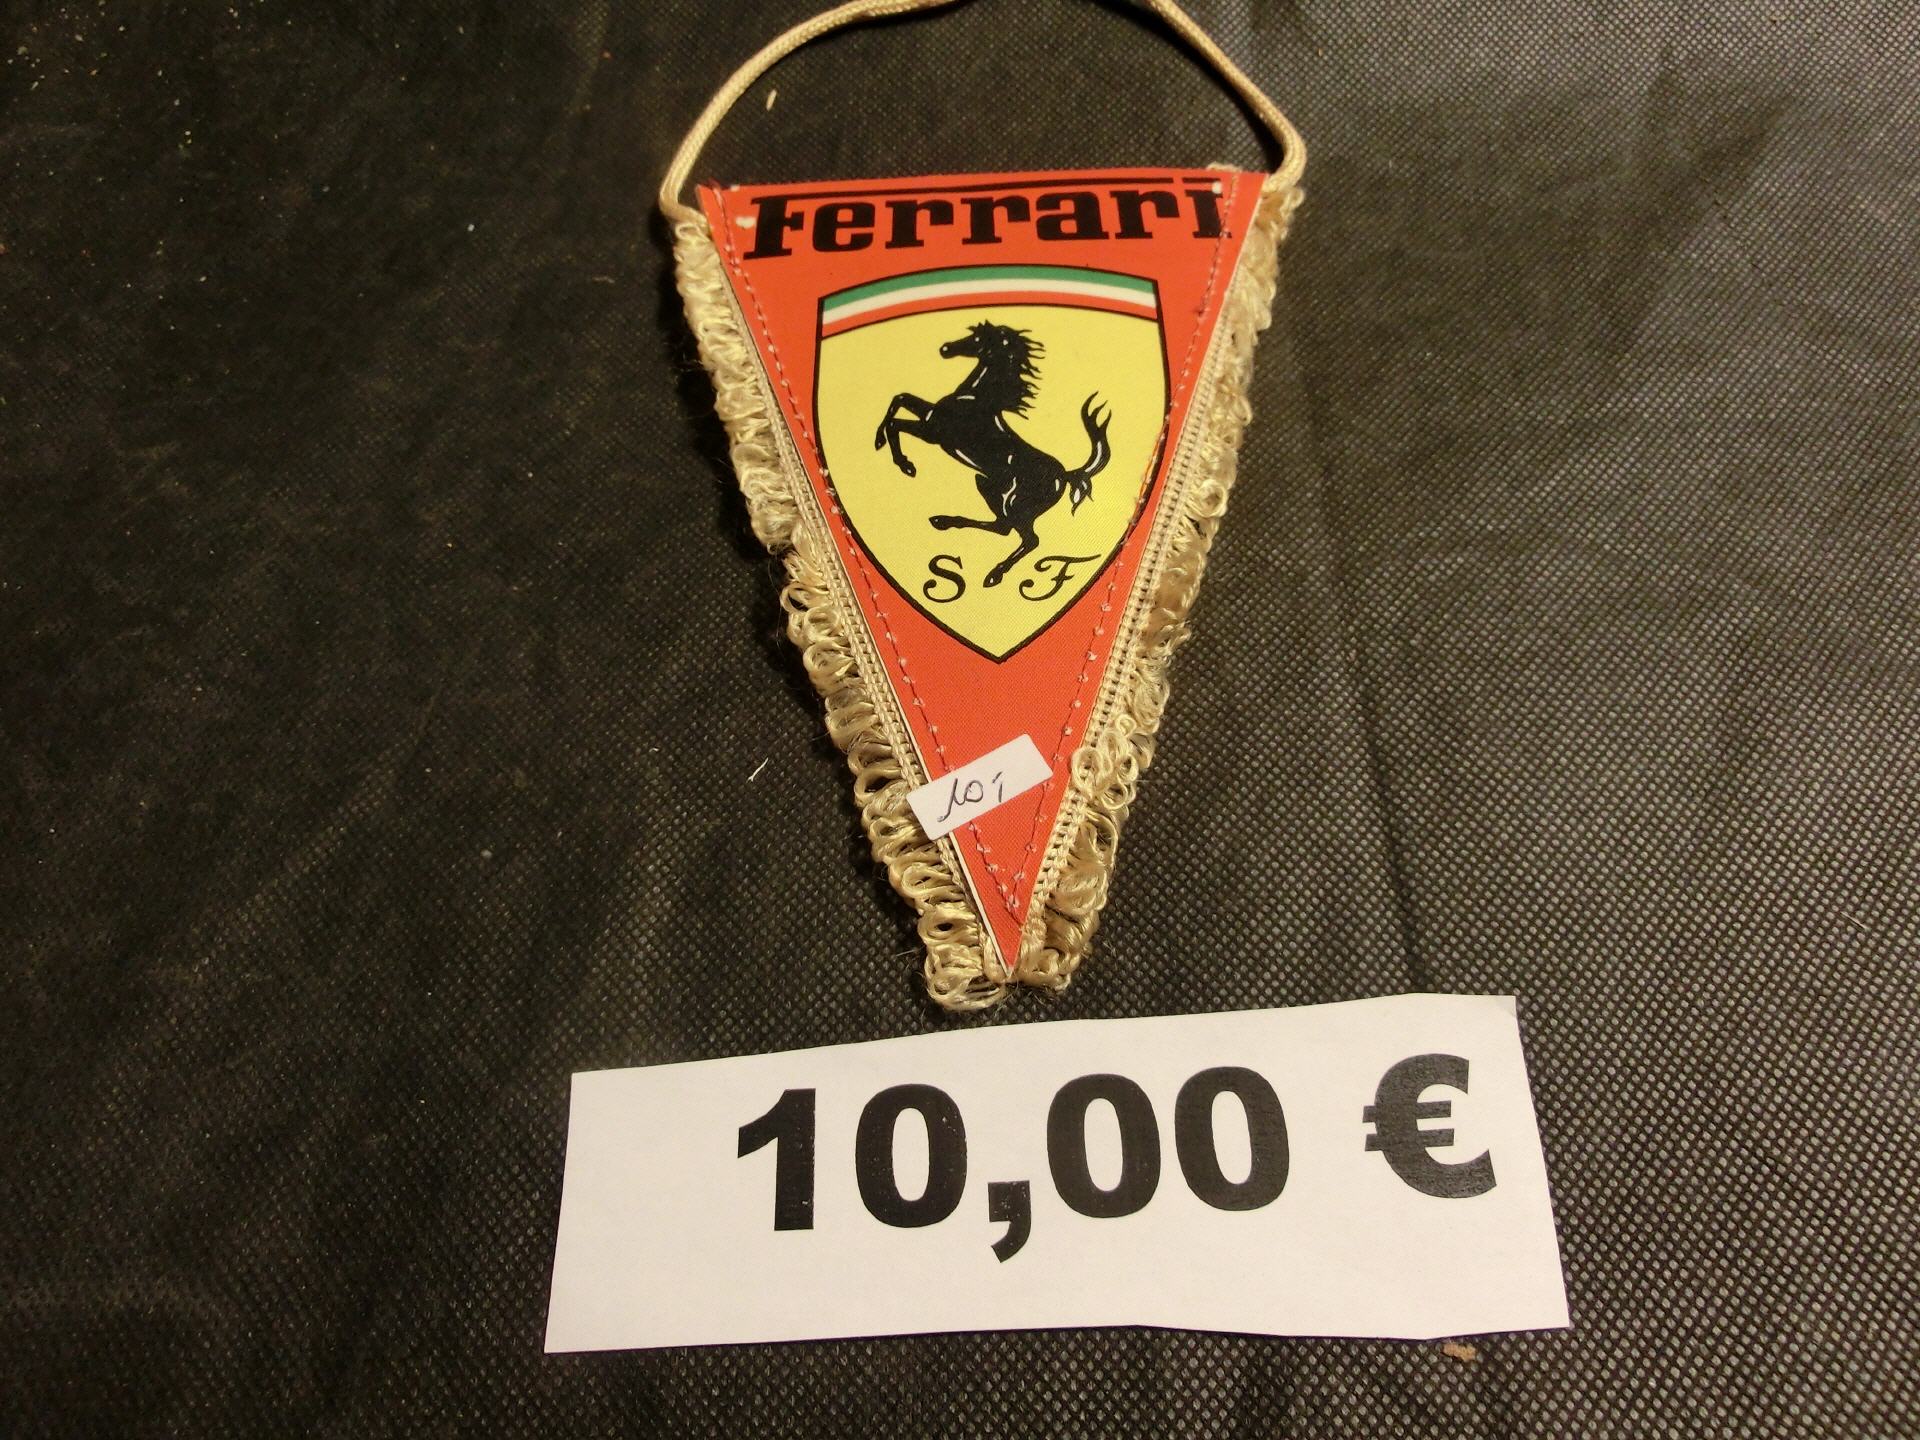 Ferrari
S F
10,00 €